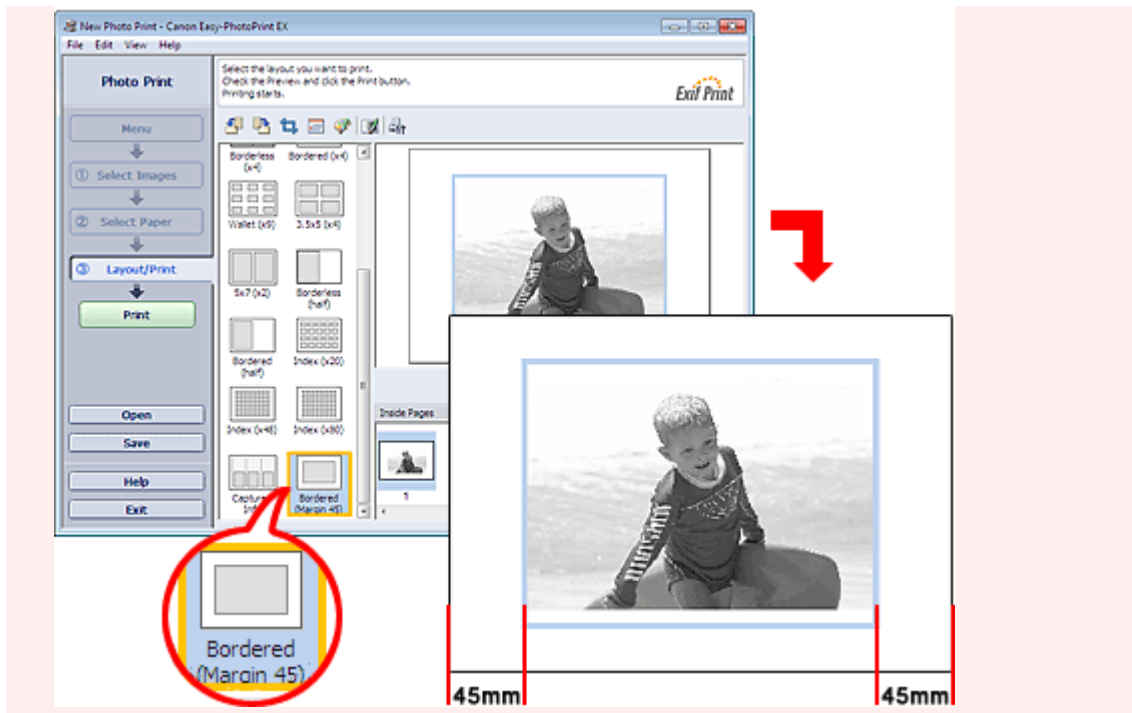 New Photo Print - Canon Easy-PhotoPrint EX
File Edit View Help
Photo Print
Select the layout you want to print.
Check the Preview and click the Print button.
Printing starts.
Exif Print
Menu
① Select Images
② Select Paper
③ Layout/Print
Print
Open
Save
Help
Exit
Borderless
(x4)
Bordered (x4)
Wallet (x9)
3.5x5 (x4)
5x7 (x2)
Borderless
(half)
Bordered
(half)
Index (x20)
Index (x48)
Index (x80)
Bordered
(Margin 45)
Inside Pages
1
Bordered
(Margin 45)
45mm
45mm